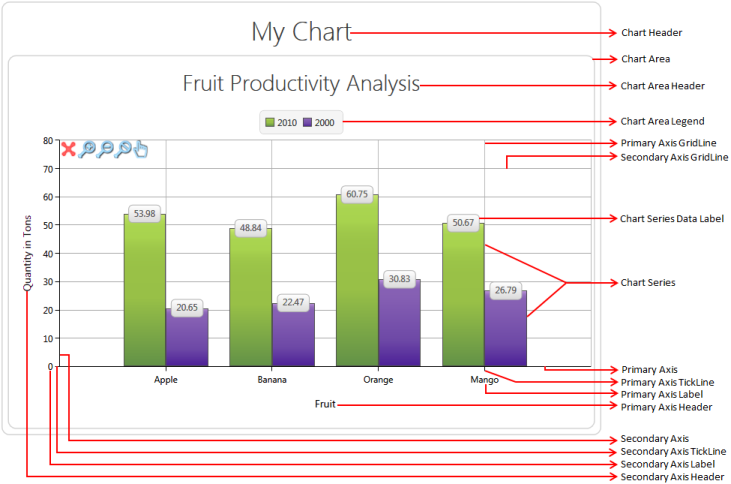 My Chart
Chart Header
Chart Area
Fruit Productivity Analysis
Chart Area Header
2010 2000
Chart Area Legend
80
Primary Axis GridLine
Secondary Axis GridLine
70
60
50
40
30
20
10
0
Quantity in Tons
53.98
20.65
48.84
22.47
60.75
30.83
50.67
26.79
Chart Series Data Label
Chart Series
Apple
Banana
Orange
Mango
Fruit
Primary Axis
Primary Axis TickLine
Primary Axis Label
Primary Axis Header
Secondary Axis
Secondary Axis TickLine
Secondary Axis Label
Secondary Axis Header